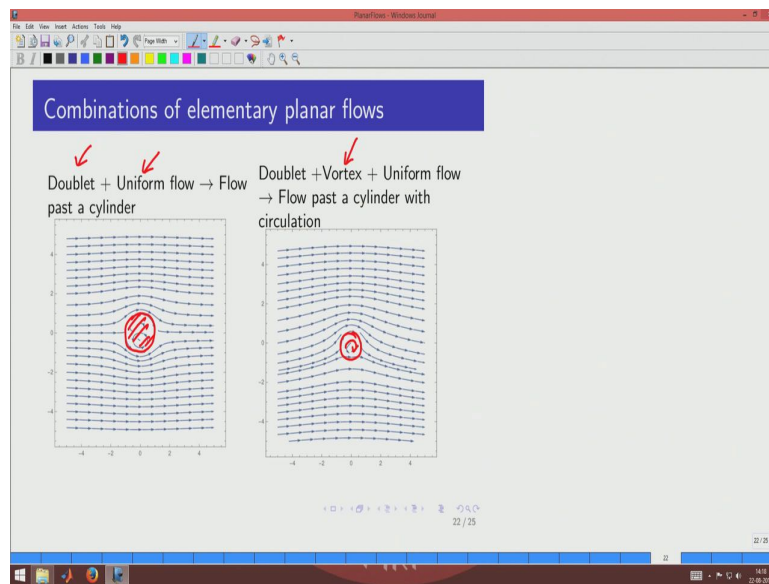 PlanarFlows - Windows Journal
File Edit View Insert Actions Tools Help
Page Width
B I
Combinations of elementary planar flows
Doublet + Uniform flow → Flow
past a cylinder
Doublet +Vortex + Uniform flow
→ Flow past a cylinder with
circulation
4
2
0
-2
-4
-4 -2 0 2 4
4
2
0
-2
-4
-4 -2 0 2 4
22 / 25
22 / 25
22
14:18